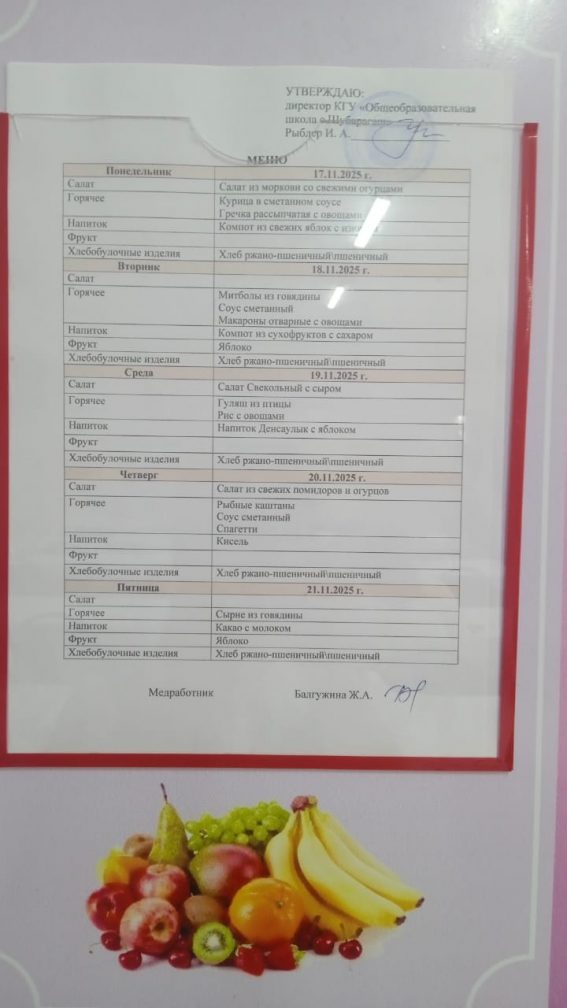 УТВЕРЖДАЮ:
директор КГУ «Общеобразовательная
школа с.Шубарагаш»
Рыблер И. А.
МЕНЮ
Понедельник 17.11.2025 г.
Салат Салат из моркови со свежими огурцами
Горячее Курица в сметанном соусе
Гречка рассыпчатая с овощами
Напиток Компот из свежих яблок с
Фрукт
Хлебобулочные изделия Хлеб ржано-пшеничный\пшеничный
Вторник 18.11.2025 г.
Салат
Горячее Митболы из говядины
Соус сметанный
Макароны отварные с овощами
Напиток Компот из сухофруктов с сахаром
Фрукт Яблоко
Хлебобулочные изделия Хлеб ржано-пшеничный\пшеничный
Среда 19.11.2025 г.
Салат Салат Свекольный с сыром
Горячее Гуляш из птицы
Рис с овощами
Напиток Напиток Денсаулык с яблоком
Фрукт
Хлебобулочные изделия Хлеб ржано-пшеничный\пшеничный
Четверг 20.11.2025 г.
Салат Салат из свежих помидоров и огурцов
Горячее Рыбные каштаны
Соус сметанный
Спагетти
Напиток Кисель
Фрукт
Хлебобулочные изделия Хлеб ржано-пшеничный\пшеничный
Пятница 21.11.2025 г.
Салат
Горячее Сырне из говядины
Напиток Какао с молоком
Фрукт Яблоко
Хлебобулочные изделия Хлеб ржано-пшеничный\пшеничный
Медработник Балгужина Ж.А.